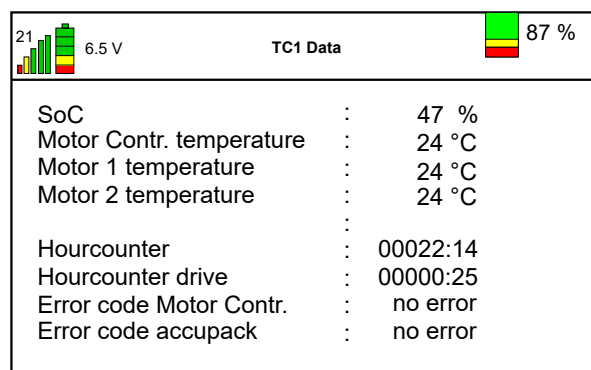 21 6.5 V TC1 Data 87 %
SoC : 47 %
Motor Contr. temperature : 24 °C
Motor 1 temperature : 24 °C
Motor 2 temperature : 24 °C
:
Hourcounter : 00022:14
Hourcounter drive : 00000:25
Error code Motor Contr. : no error
Error code accupack : no error